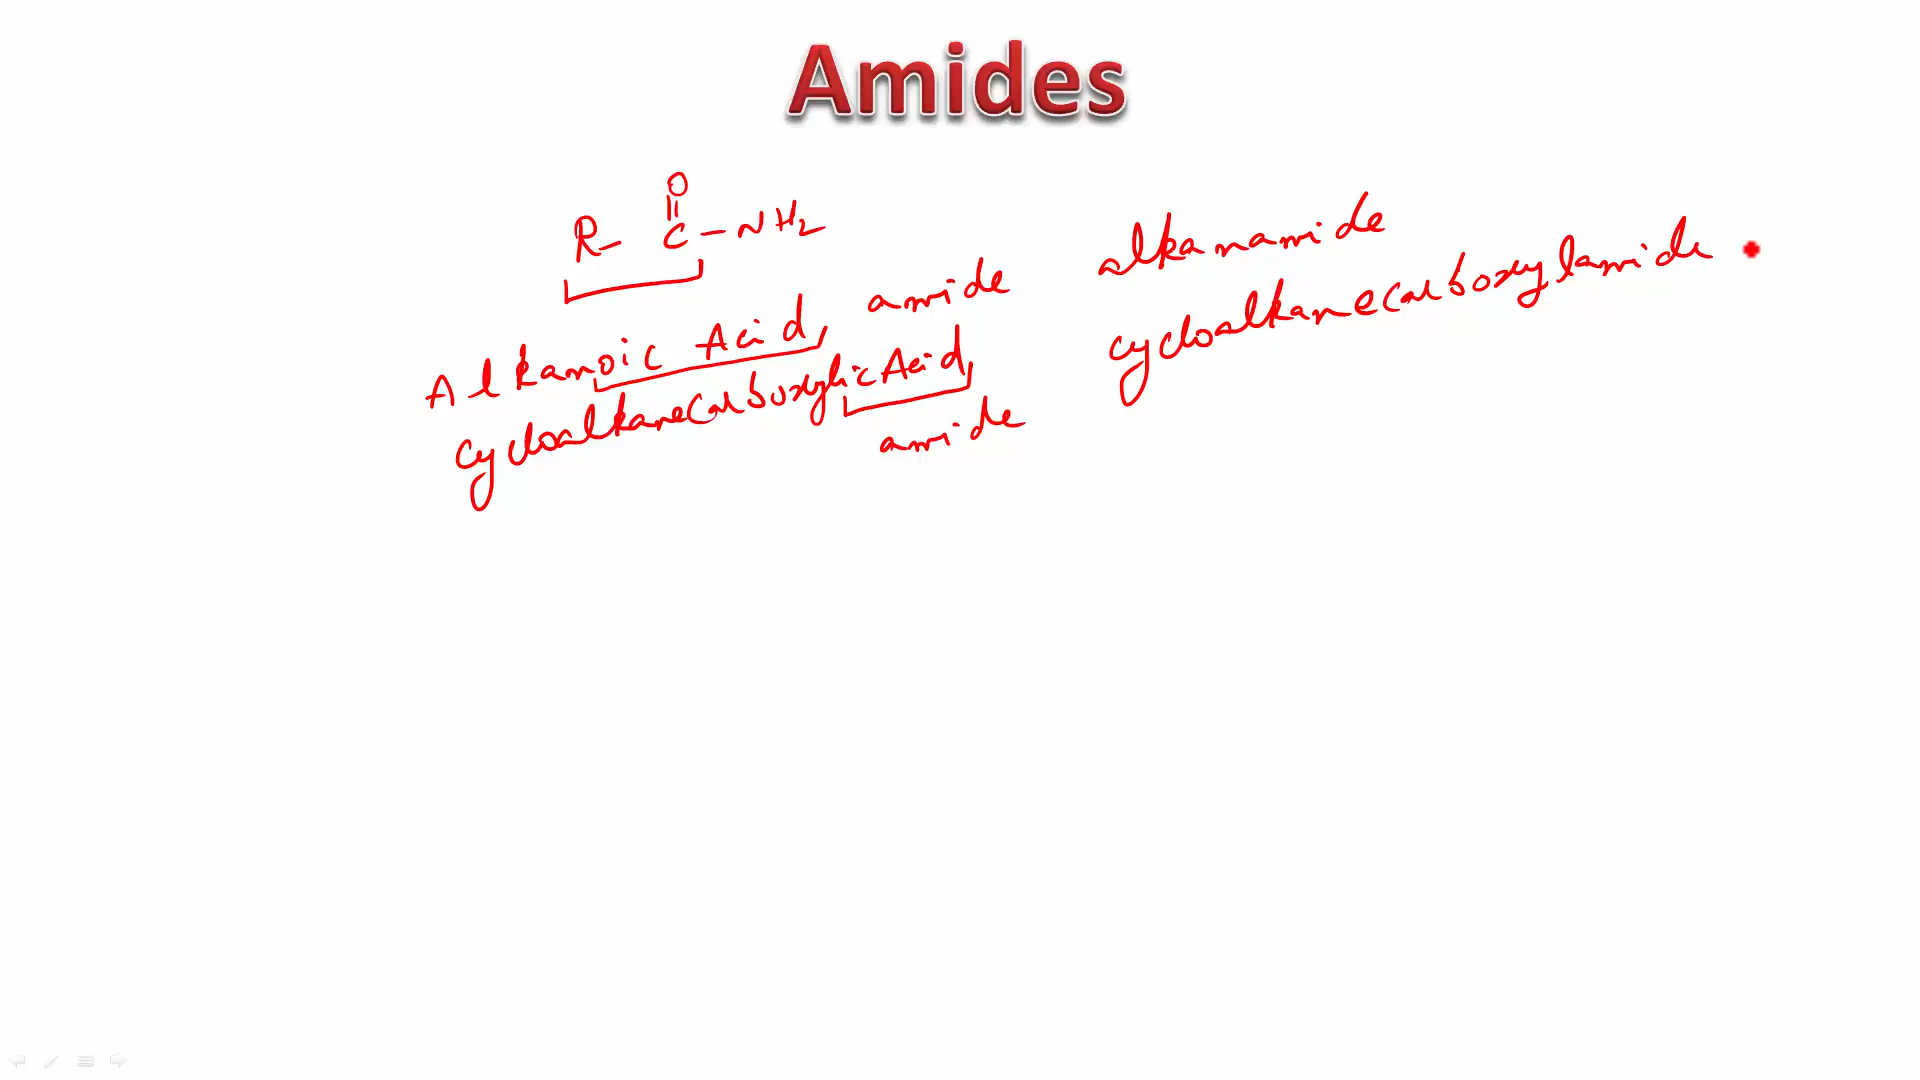 Amides
O
R- C-NH2
Alkanoic Acid, amide
cycloalkanecarboxylic Acid,
amide
alkanamide
cycloalkanecarboxylamide